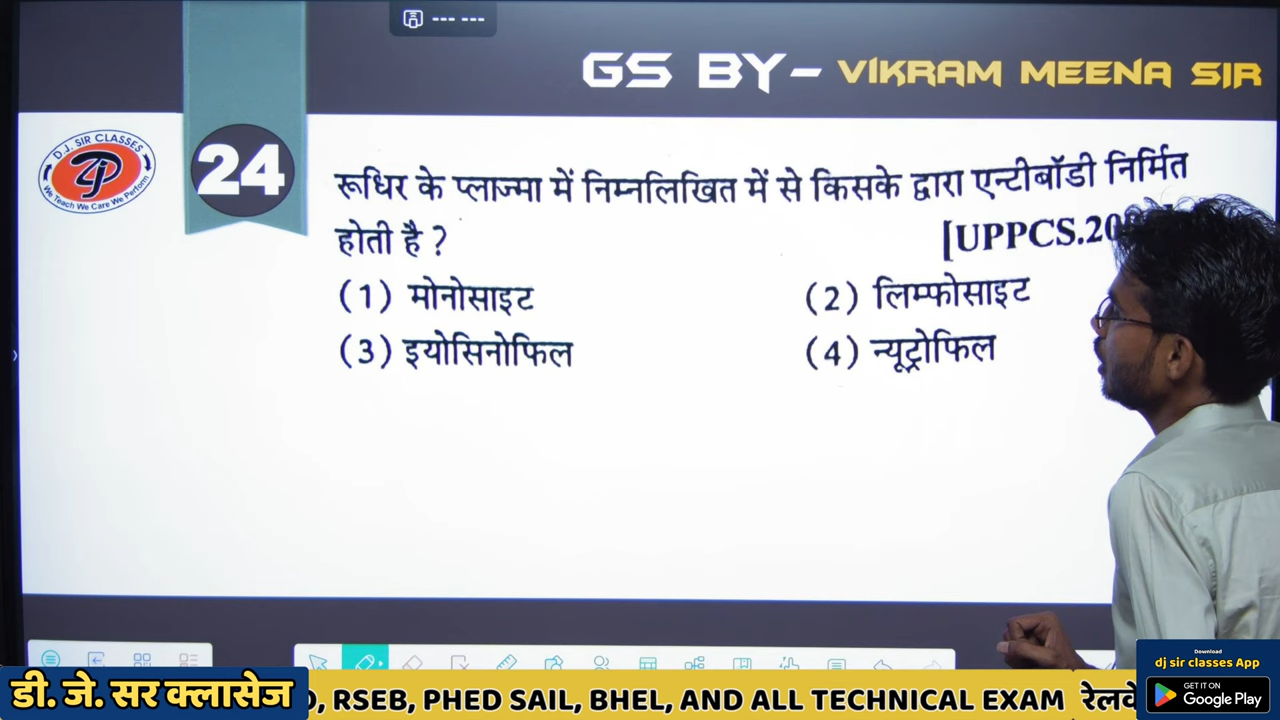 --- ---
GS BY- VIKRAM MEENA SIR
D.J. SIR CLASSES
We Teach We Care We Perform
24
रूधिर के प्लाज्मा में निम्नलिखित में से किसके द्वारा एन्टीबॉडी निर्मित
होती है ?
[UPPCS.20
(1) मोनोसाइट
(2) लिम्फोसाइट
(3) इयोसिनोफिल
(4) न्यूट्रोफिल
डी. जे. सर क्लासेज
, RSEB, PHED SAIL, BHEL, AND ALL TECHNICAL EXAM रेलवे
Download
dj sir classes App
GET IT ON
Google Play